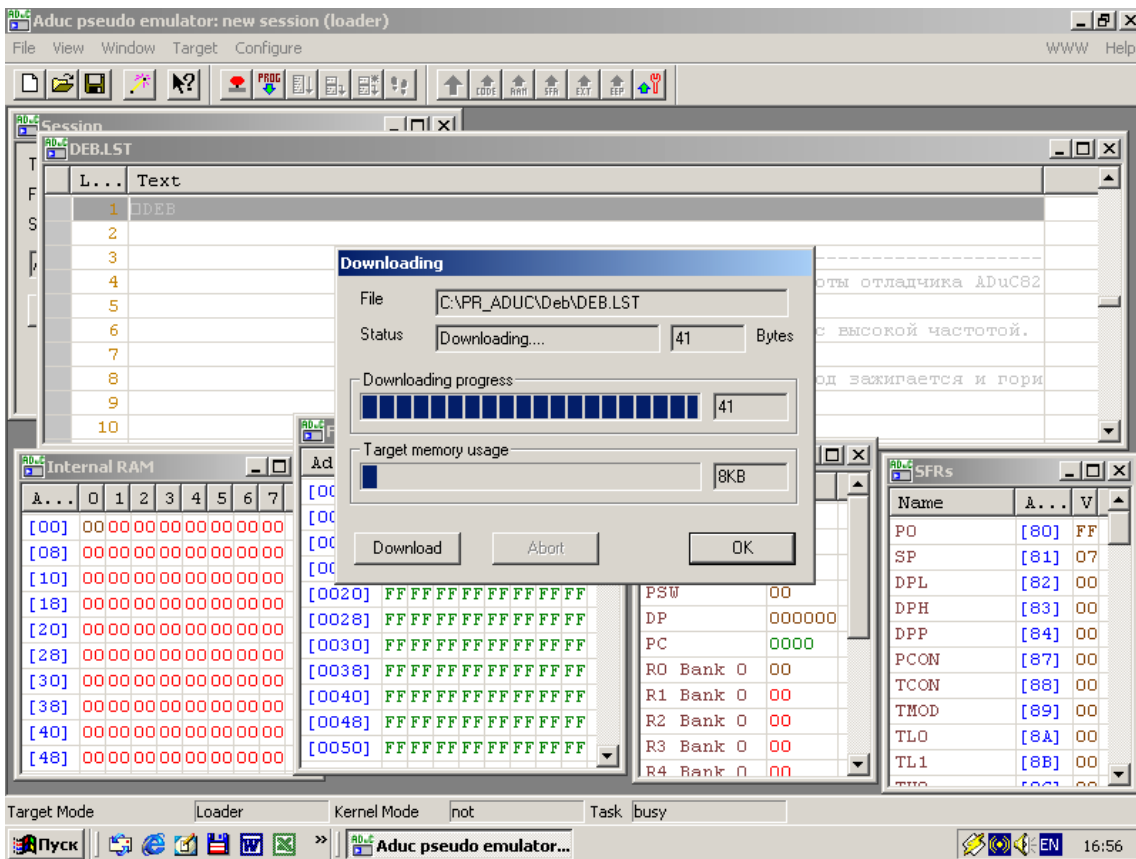 Aduc pseudo emulator: new session (loader)
File View Window Target Configure WWW Help
PROG CODE RAM SFR EXT EEP
Session
DEB.LST
L... Text
1 □DEB
2
3 --------------------
4 оты отладчика ADuC82
5
6 с высокой частотой.
7
8 од зажигается и гори
9
10
Downloading
File C:\PR_ADUC\Deb\DEB.LST
Status Downloading.... 41 Bytes
Downloading progress
41
Target memory usage
8KB
Download Abort OK
Internal RAM
A... 0 1 2 3 4 5 6 7
[00] 00 00 00 00 00 00 00 00
[08] 00 00 00 00 00 00 00 00
[10] 00 00 00 00 00 00 00 00
[18] 00 00 00 00 00 00 00 00
[20] 00 00 00 00 00 00 00 00
[28] 00 00 00 00 00 00 00 00
[30] 00 00 00 00 00 00 00 00
[38] 00 00 00 00 00 00 00 00
[40] 00 00 00 00 00 00 00 00
[48] 00 00 00 00 00 00 00 00
Ad
[0020] FF FF FF FF FF FF FF FF
[0028] FF FF FF FF FF FF FF FF
[0030] FF FF FF FF FF FF FF FF
[0038] FF FF FF FF FF FF FF FF
[0040] FF FF FF FF FF FF FF FF
[0048] FF FF FF FF FF FF FF FF
[0050] FF FF FF FF FF FF FF FF
PSW 00
DP 000000
PC 0000
R0 Bank 0 00
R1 Bank 0 00
R2 Bank 0 00
R3 Bank 0 00
R4 Bank 0 00
SFRs
Name A... V
P0 [80] FF
SP [81] 07
DPL [82] 00
DPH [83] 00
DPP [84] 00
PCON [87] 00
TCON [88] 00
TMOD [89] 00
TL0 [8A] 00
TL1 [8B] 00
Target Mode Loader Kernel Mode not Task busy
Пуск » Aduc pseudo emulator... EN 16:56